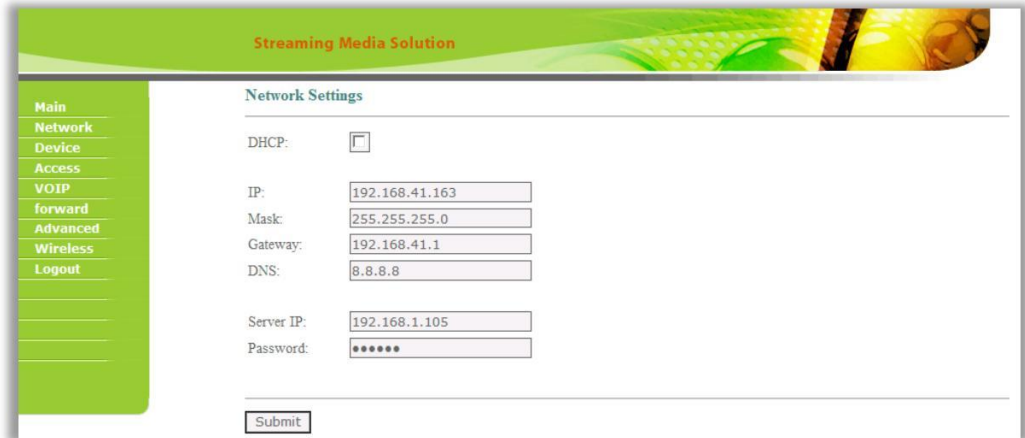 Streaming Media Solution
Main
Network
Device
Access
VOIP
forward
Advanced
Wireless
Logout
Network Settings
DHCP:
IP: 192.168.41.163
Mask: 255.255.255.0
Gateway: 192.168.41.1
DNS: 8.8.8.8
Server IP: 192.168.1.105
Password: ●●●●●●
Submit